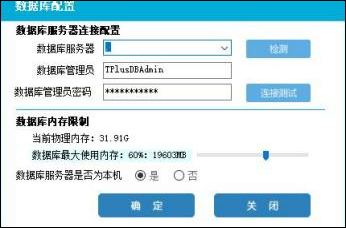 数据库配置
数据库服务器连接配置
数据库服务器 检测
数据库管理员 TPlusDBAdmin
数据库管理员密码 *********** 连接测试
数据库内存限制
当前物理内存: 31.91G
数据库最大使用内存: 60%: 19603MB
数据库服务器是否为本机 是 否
确 定 关 闭